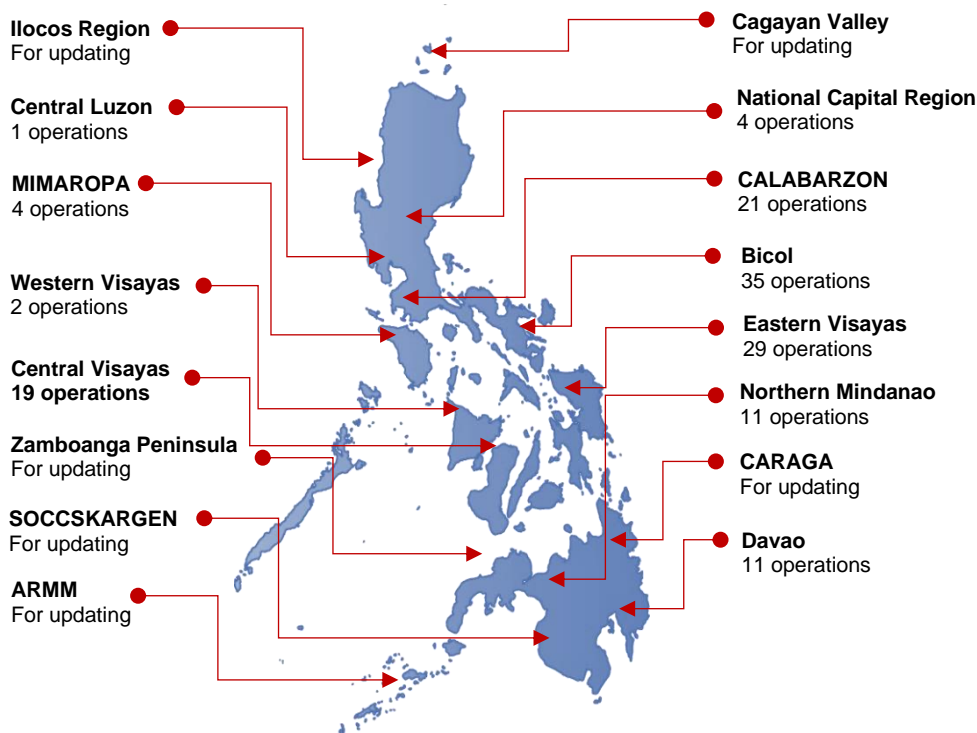 Ilocos Region
For updating
Central Luzon
1 operations
MIMAROPA
4 operations
Western Visayas
2 operations
Central Visayas
19 operations
Zamboanga Peninsula
For updating
SOCCSKARGEN
For updating
ARMM
For updating
Cagayan Valley
For updating
National Capital Region
4 operations
CALABARZON
21 operations
Bicol
35 operations
Eastern Visayas
29 operations
Northern Mindanao
11 operations
CARAGA
For updating
Davao
11 operations